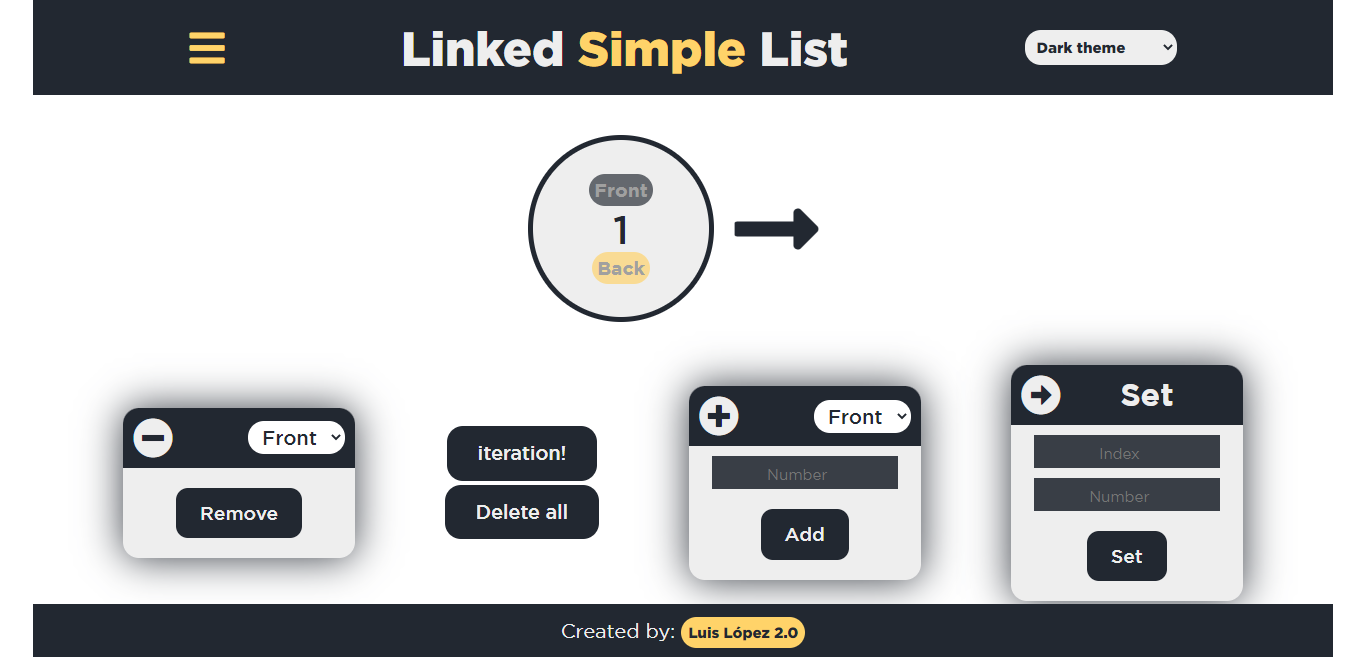 Linked Simple List
Dark theme
Front
1
Back
Front
Remove
iteration!
Delete all
Front
Number
Add
Set
Index
Number
Set
Created by: Luis López 2.0